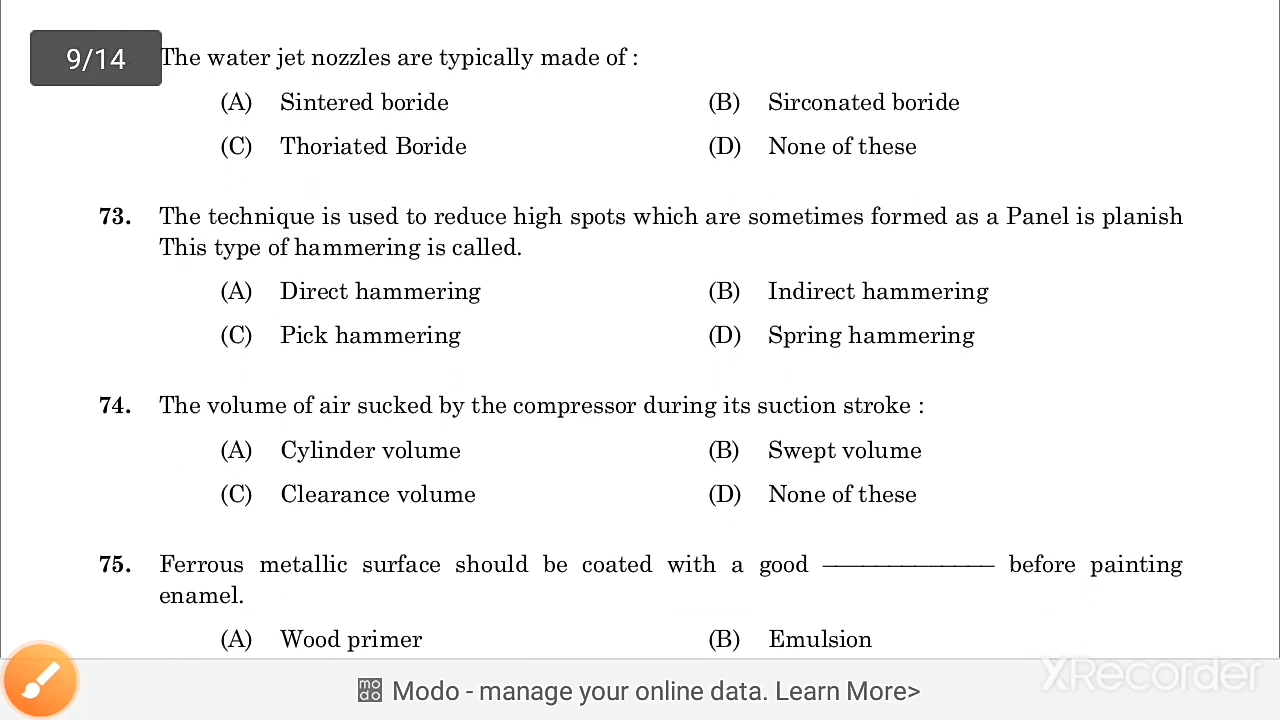 9/14 The water jet nozzles are typically made of :
(A) Sintered boride (B) Sirconated boride
(C) Thoriated Boride (D) None of these
73. The technique is used to reduce high spots which are sometimes formed as a Panel is planish
This type of hammering is called.
(A) Direct hammering (B) Indirect hammering
(C) Pick hammering (D) Spring hammering
74. The volume of air sucked by the compressor during its suction stroke :
(A) Cylinder volume (B) Swept volume
(C) Clearance volume (D) None of these
75. Ferrous metallic surface should be coated with a good ————— before painting
enamel.
(A) Wood primer (B) Emulsion
modo Modo - manage your online data. Learn More>
XRecorder